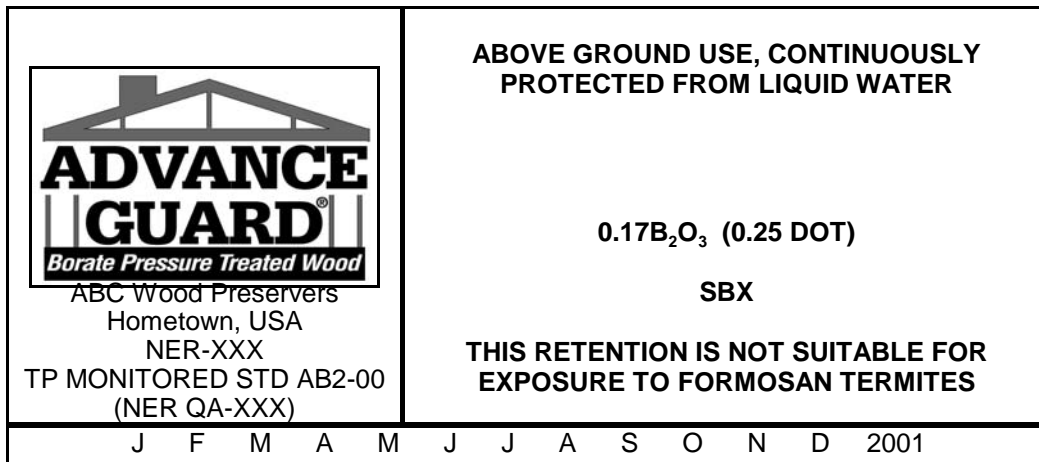 ADVANCE
GUARD®
Borate Pressure Treated Wood
ABC Wood Preservers
Hometown, USA
NER-XXX
TP MONITORED STD AB2-00
(NER QA-XXX)
ABOVE GROUND USE, CONTINUOUSLY
PROTECTED FROM LIQUID WATER
0.17B₂O₃ (0.25 DOT)
SBX
THIS RETENTION IS NOT SUITABLE FOR
EXPOSURE TO FORMOSAN TERMITES
J F M A M J J A S O N D 2001